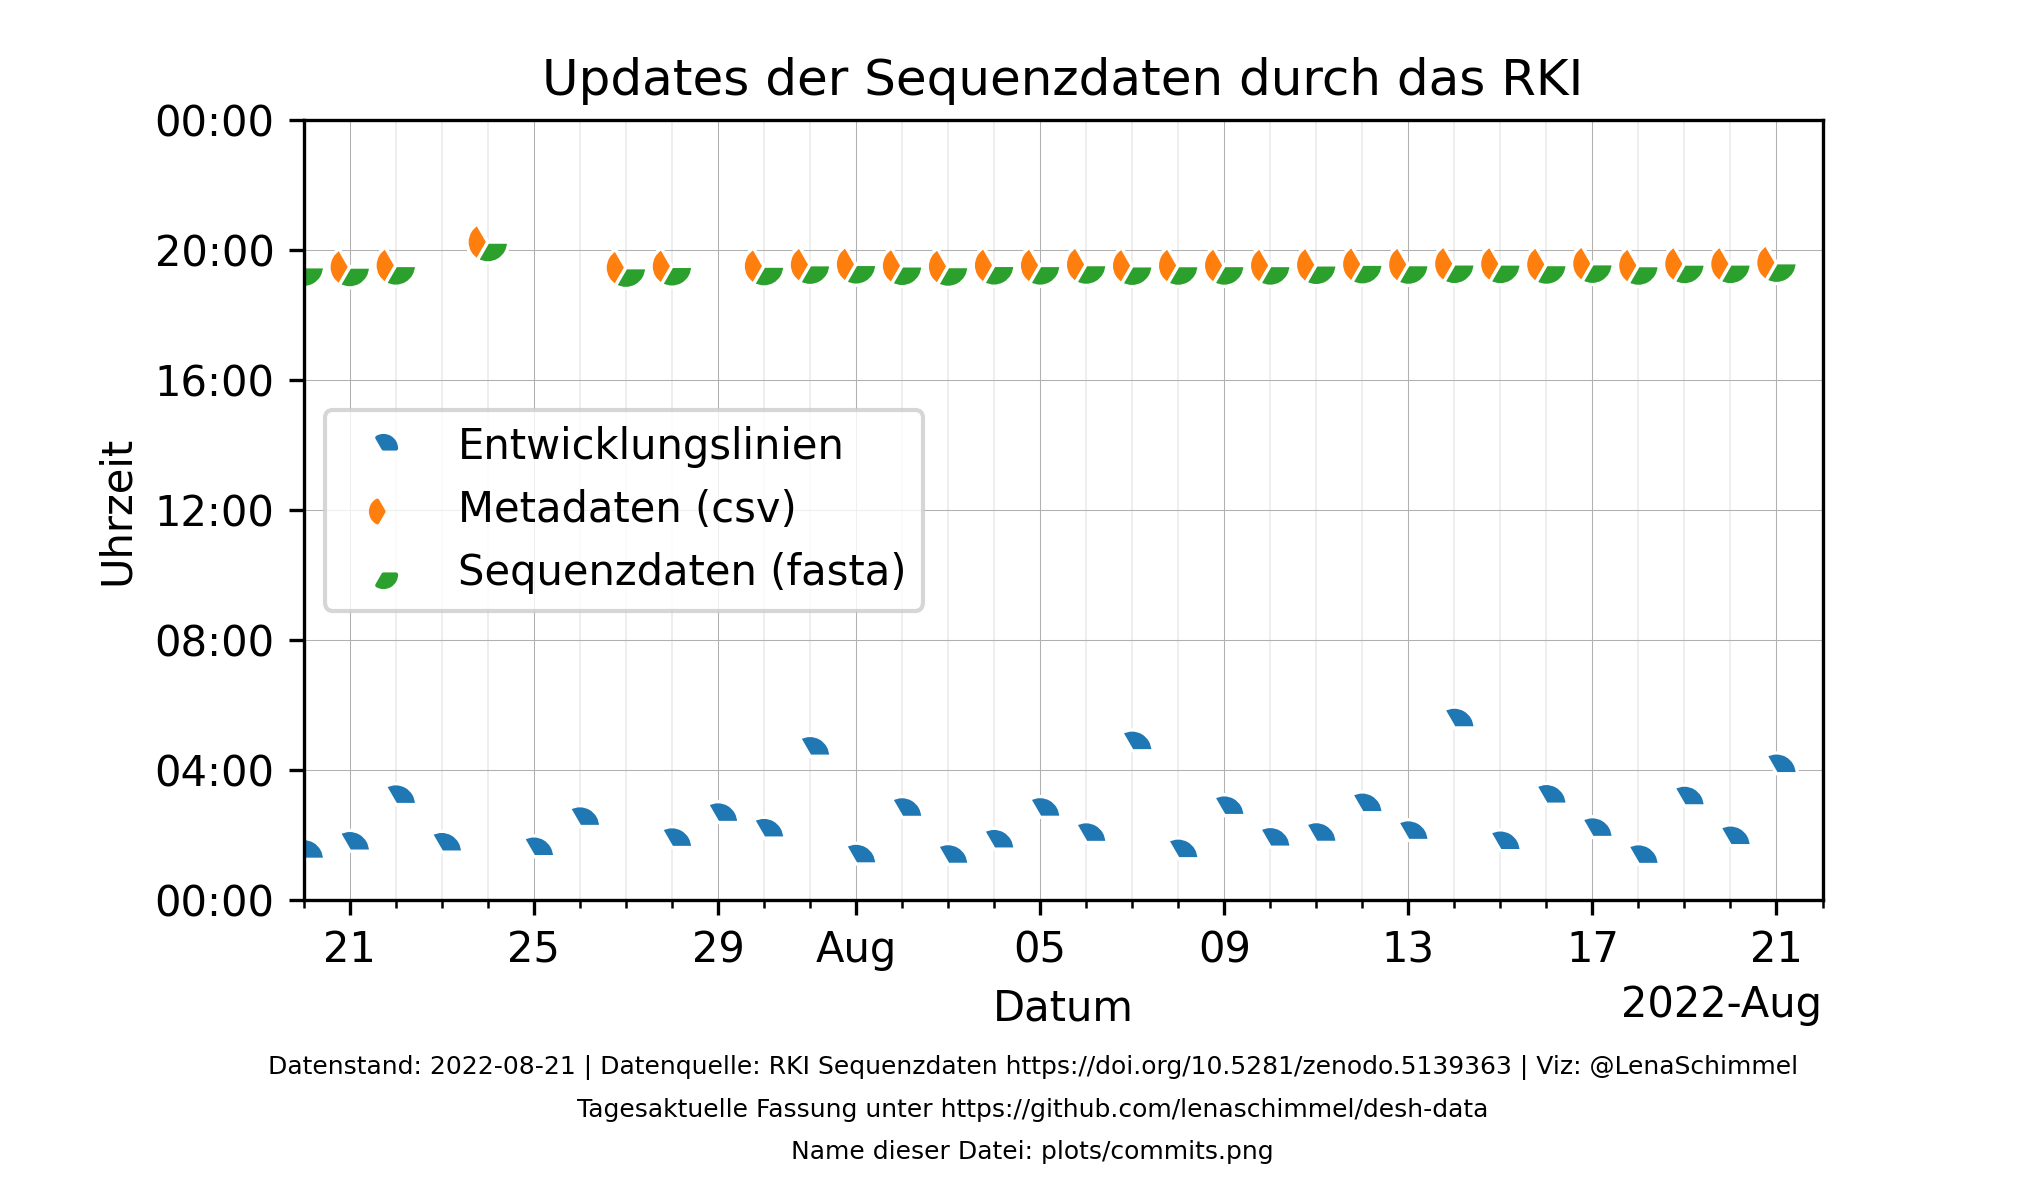 Updates der Sequenzdaten durch das RKI
00:00
20:00
16:00
12:00
08:00
04:00
00:00
Uhrzeit
Entwicklungslinien
Metadaten (csv)
Sequenzdaten (fasta)
21 25 29 Aug 05 09 13 17 21
Datum
2022-Aug
Datenstand: 2022-08-21 | Datenquelle: RKI Sequenzdaten https://doi.org/10.5281/zenodo.5139363 | Viz: @LenaSchimmel
Tagesaktuelle Fassung unter https://github.com/lenaschimmel/desh-data
Name dieser Datei: plots/commits.png